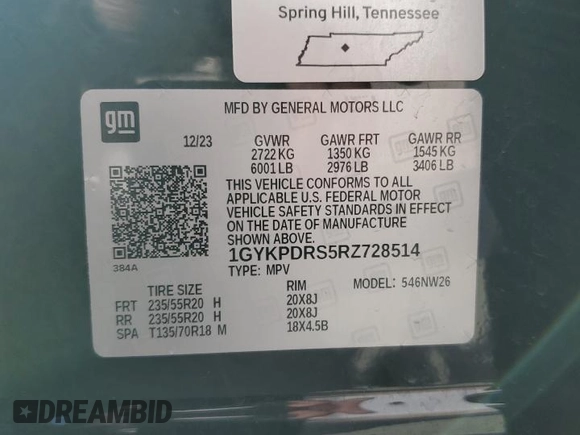 Spring Hill, Tennessee
gm
MFD BY GENERAL MOTORS LLC
12/23 GVWR GAWR FRT GAWR RR
2722 KG 1350 KG 1545 KG
6001 LB 2976 LB 3406 LB
THIS VEHICLE CONFORMS TO ALL
APPLICABLE U.S. FEDERAL MOTOR
VEHICLE SAFETY STANDARDS IN EFFECT
ON THE DATE OF MANUFACTURE
SHOWN ABOVE.
384A
1GYKPDRS5RZ728514
TYPE: MPV MODEL: 546NW26
TIRE SIZE RIM
FRT 235/55R20 H 20X8J
RR 235/55R20 H 20X8J
SPA T135/70R18 M 18X4.5B
DREAMBID